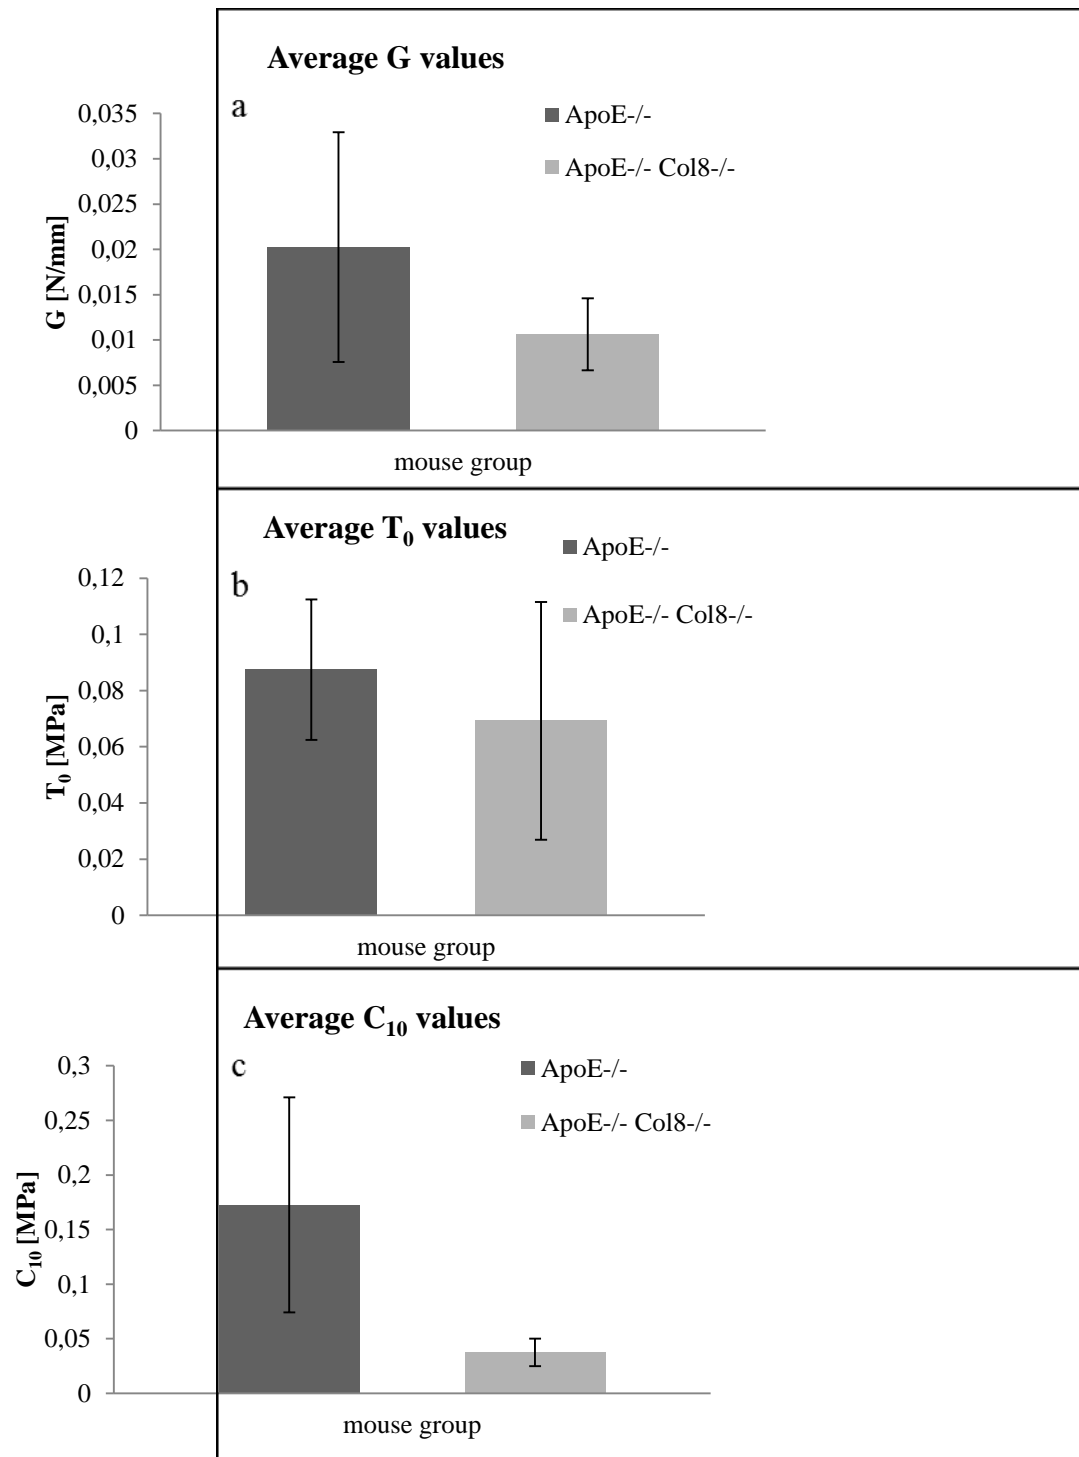 Average G values
a
ApoE-/-
ApoE-/- Col8-/-
0,035
0,03
0,025
0,02
0,015
0,01
0,005
0
G [N/mm]
mouse group
Average T0 values
b
ApoE-/-
ApoE-/- Col8-/-
0,12
0,1
0,08
0,06
0,04
0,02
0
T0 [MPa]
mouse group
Average C10 values
c
ApoE-/-
ApoE-/- Col8-/-
0,3
0,25
0,2
0,15
0,1
0,05
0
C10 [MPa]
mouse group